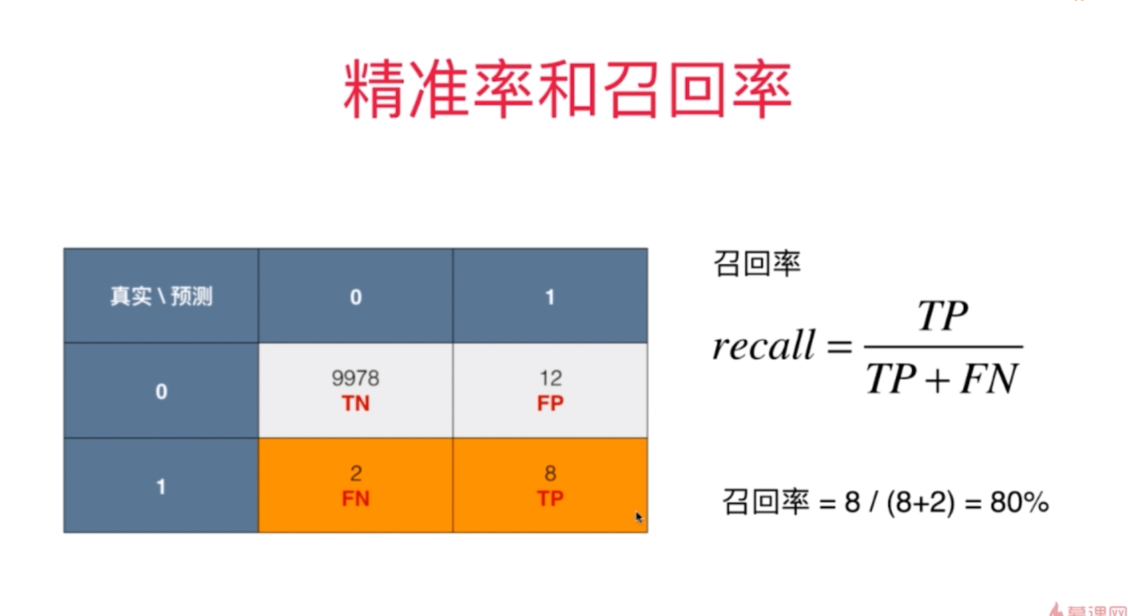 精准率和召回率
真实 \ 预测 0 1
0 9978 12
TN FP
1 2 8
FN TP
召回率
recall = TP / TP + FN
召回率 = 8 / (8+2) = 80%
慕课网